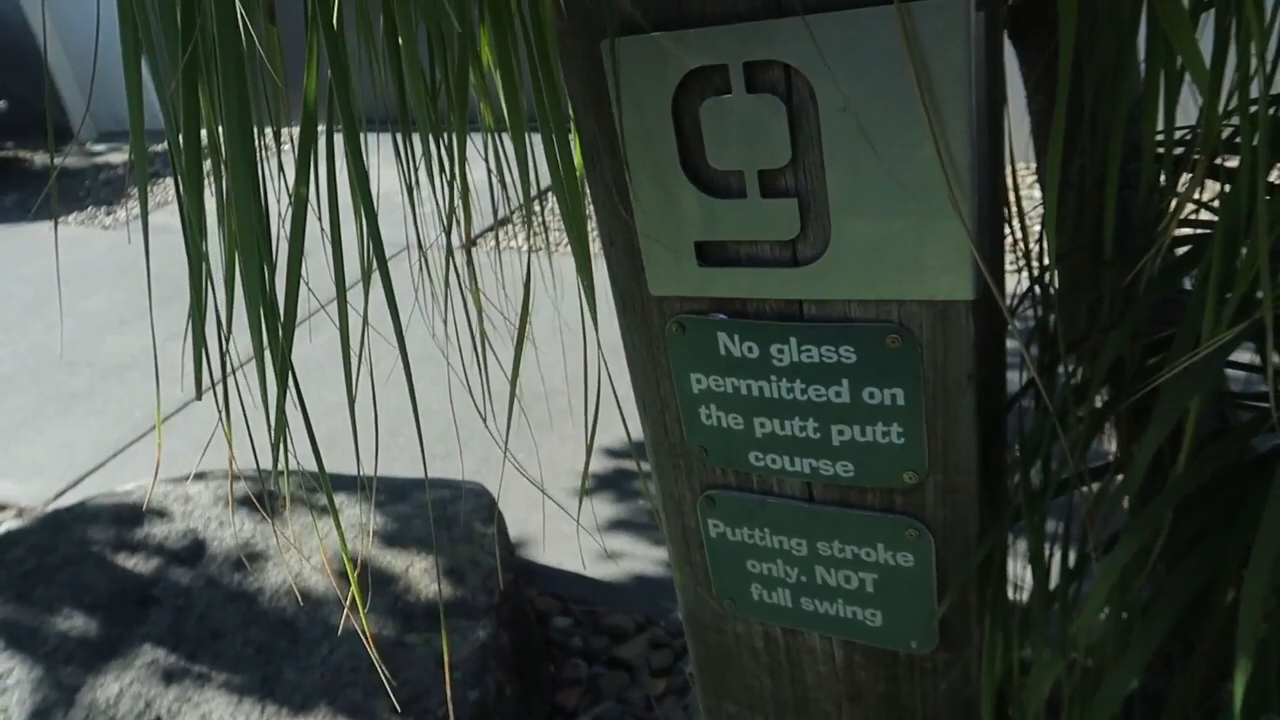 9
No glass
permitted on
the putt putt
course
Putting stroke
only. NOT
full swing